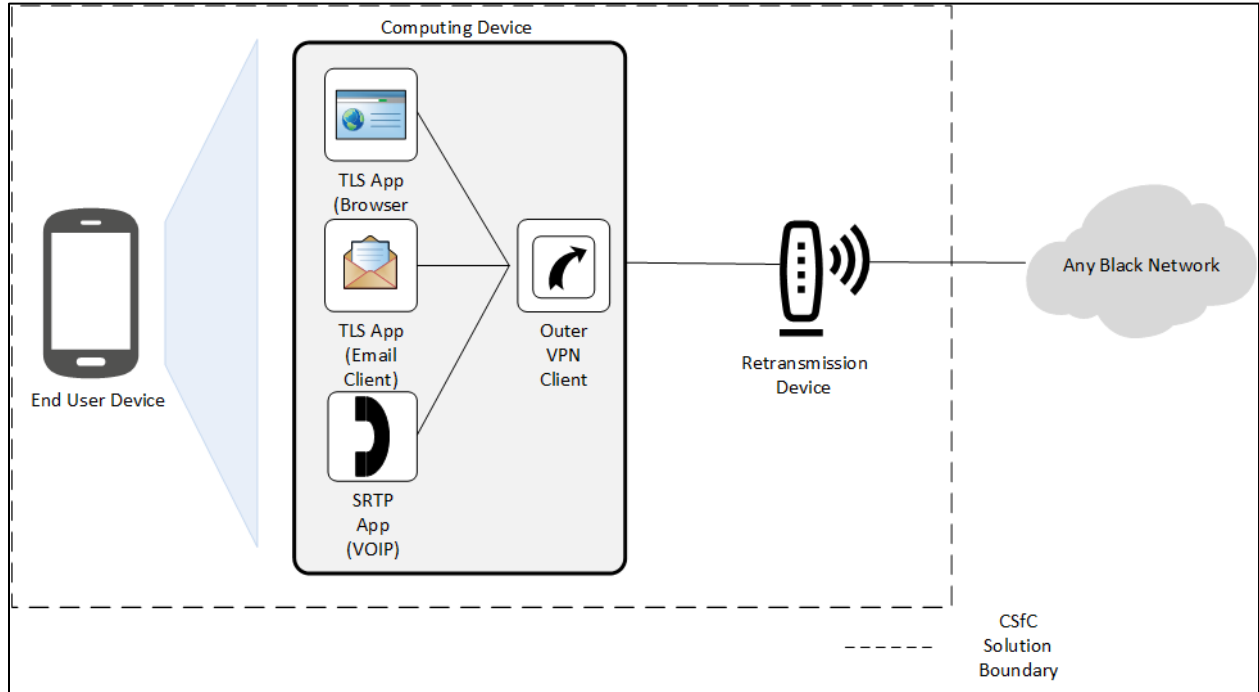 Computing Device
TLS App
(Browser
TLS App
(Email
Client)
SRTP
App
(VOIP)
Outer
VPN
Client
End User Device
Retransmission
Device
Any Black Network
CSfC
Solution
Boundary